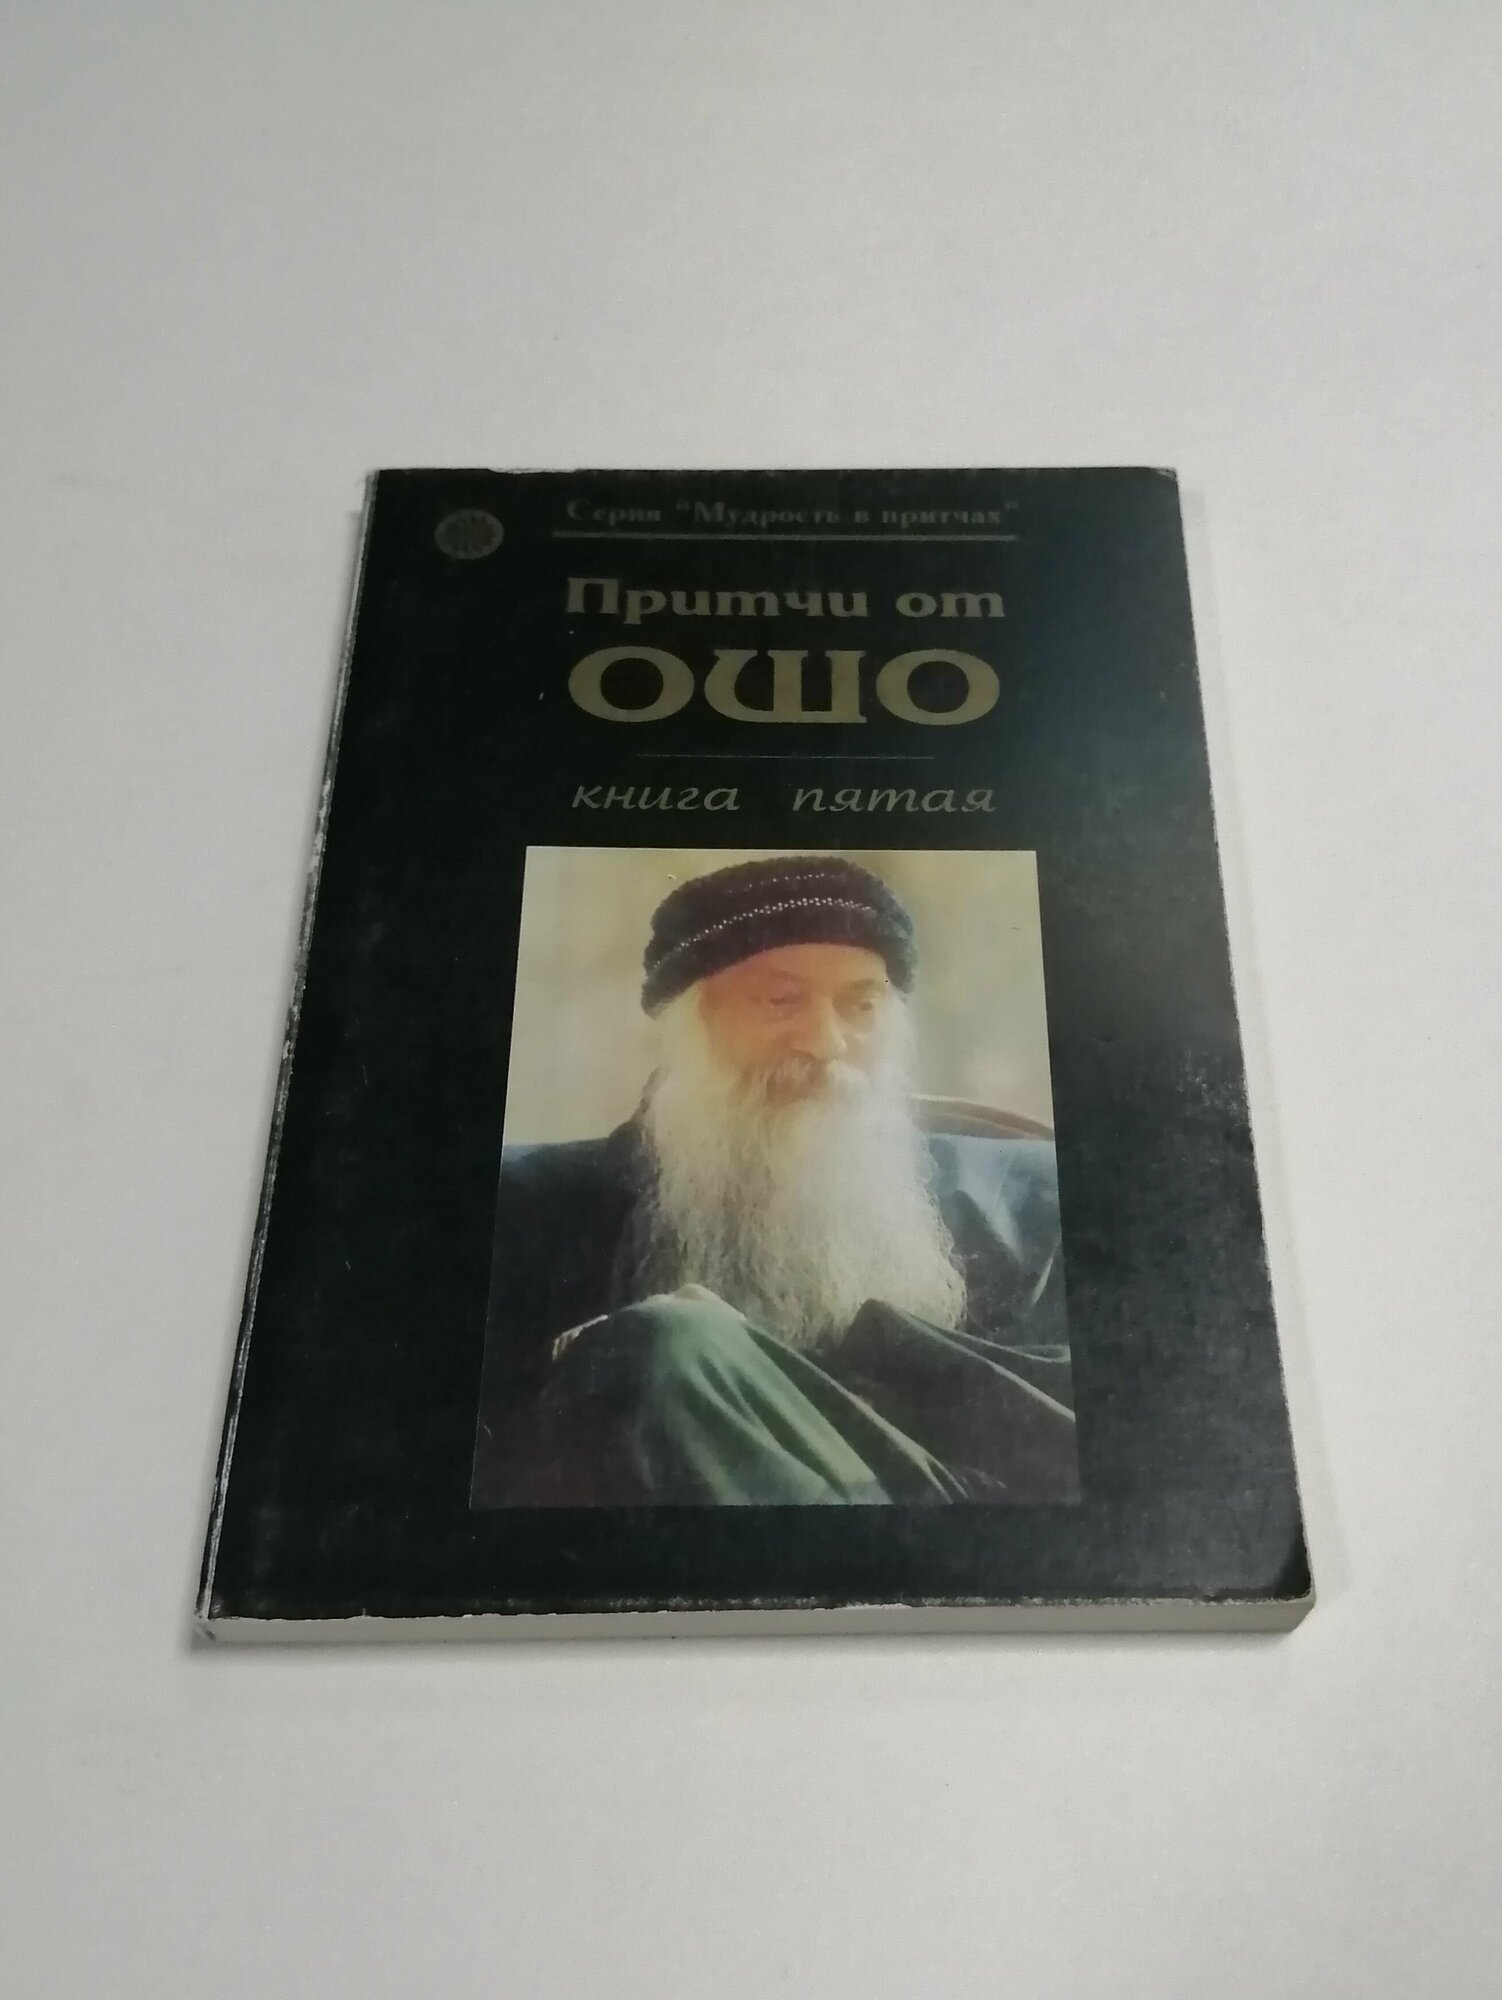 Серия "Мудрость в притчах"
Притчи от
ОШО
книга пятая